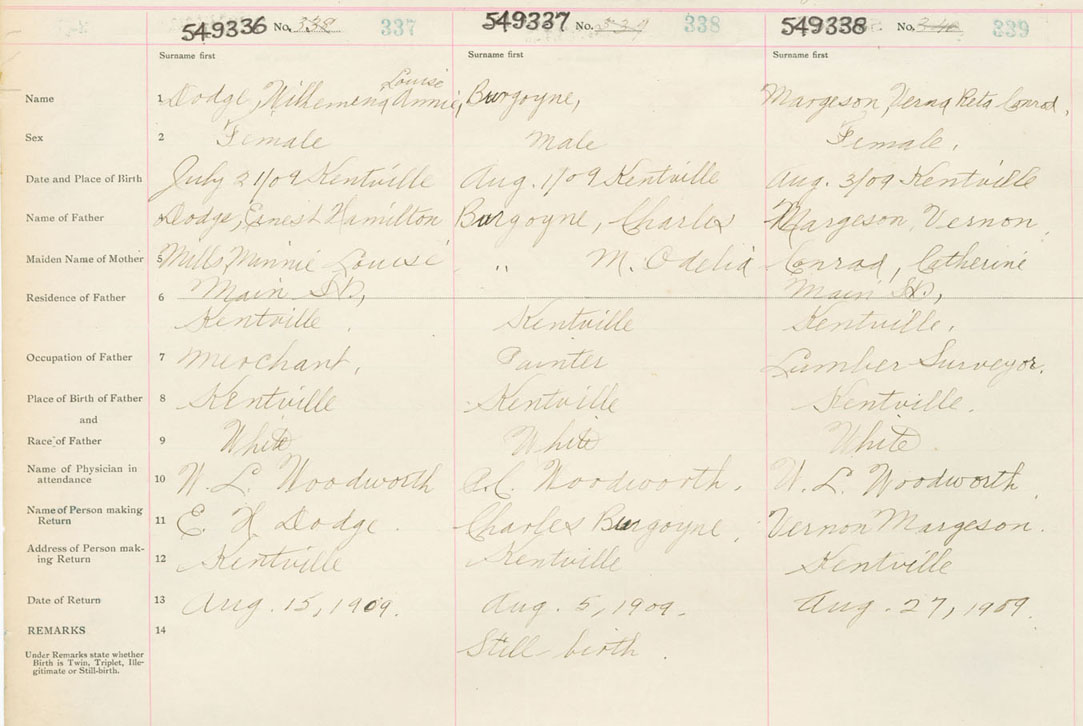 549336 No. 338 337 549337 No. 339 338 549338 No. 340 339
Surname first Surname first Surname first
Louise
Name 1 Dodge, Wilhemina Annie, Burgoyne, Margeson, Verna Reta Conrad,
Sex 2 Female Male Female.
Date and Place of Birth 3 July 21/09 Kentville Aug. 1/09 Kentville Aug. 3/09 Kentville
Name of Father 4 Dodge, Ernest Hamilton Burgoyne, Charles Margeson, Vernon,
Maiden Name of Mother 5 Mills, Minnie Louise " M. Odelia Conrad, Catherine
Residence of Father 6 Main St, Main St,
Kentville. Kentville Kentville.
Occupation of Father 7 Merchant. Painter Lumber Surveyor.
Place of Birth of Father 8 Kentville Kentville Kentville.
and
Race of Father 9 White White White.
Name of Physician in
attendance 10 W. L. Woodworth Woodworth. W. L. Woodworth,
Name of Person making
Return 11 E. H. Dodge. Charles Burgoyne, Vernon Margeson.
Address of Person mak-
ing Return 12 Kentville Kentville Kentville
Date of Return 13 Aug. 15, 1909. Aug. 5, 1909. Aug. 27, 1909.
REMARKS 14
Still-birth.
Under Remarks state whether
Birth is Twin, Triplet, Ille-
gitimate or Still-birth.